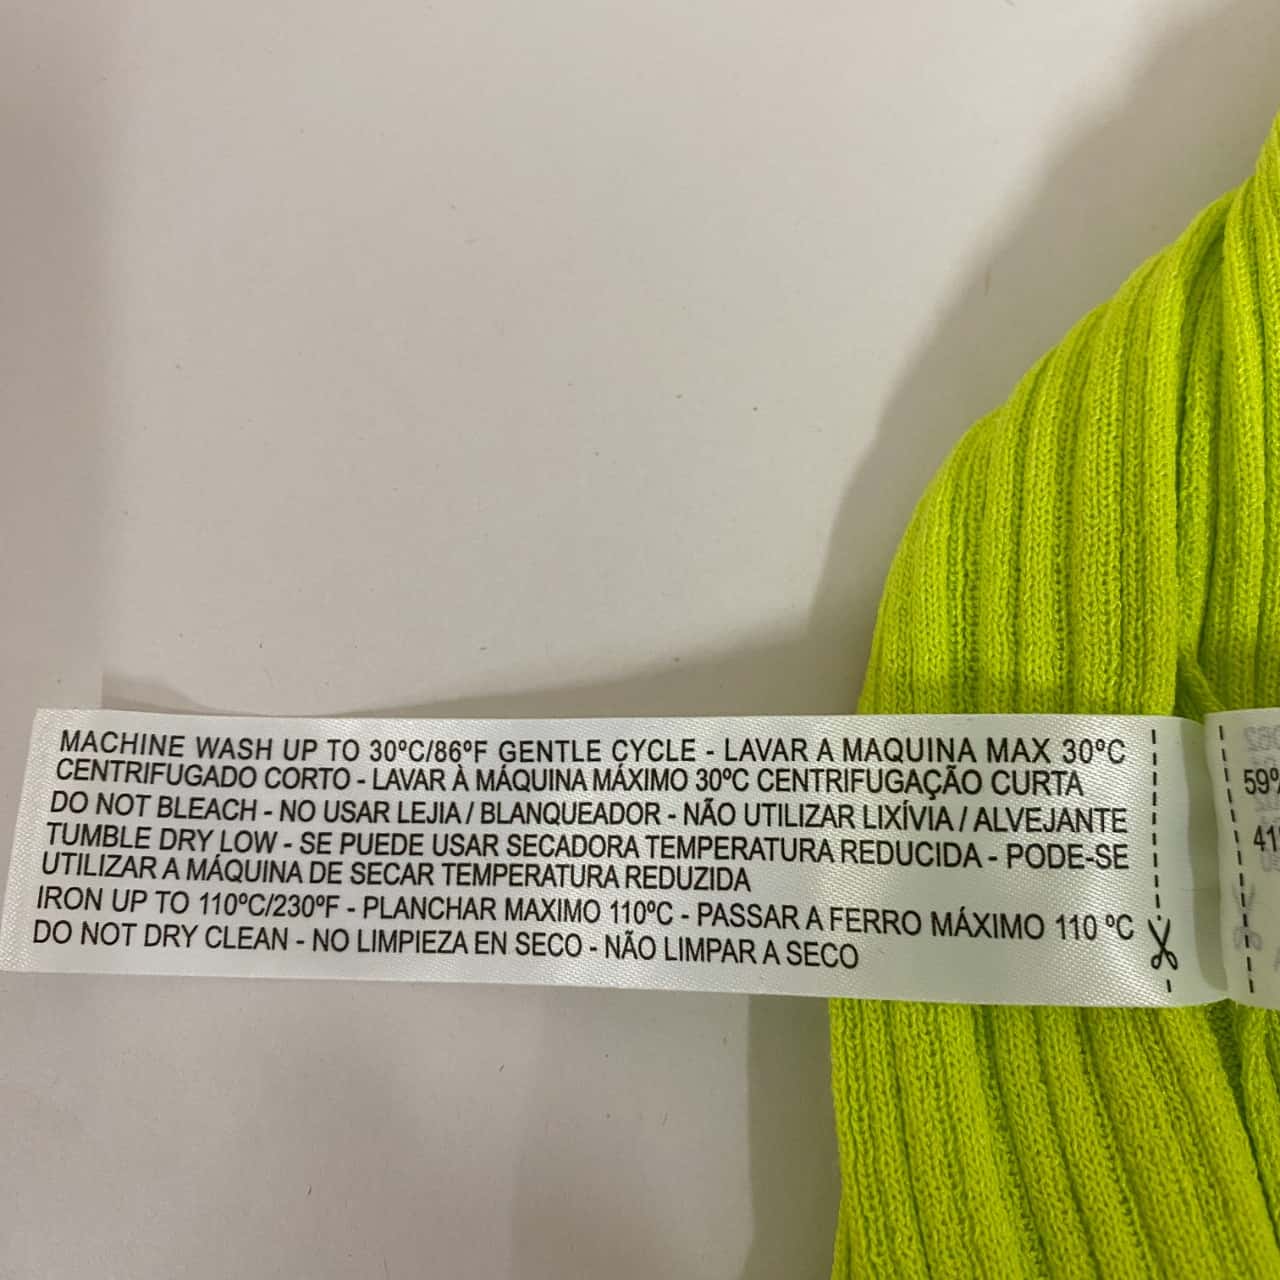 MACHINE WASH UP TO 30ºC/86ºF GENTLE CYCLE - LAVAR A MAQUINA MAX 30ºC
CENTRIFUGADO CORTO - LAVAR À MÁQUINA MÁXIMO 30ºC CENTRIFUGAÇÃO CURTA
DO NOT BLEACH - NO USAR LEJIA / BLANQUEADOR - NÃO UTILIZAR LIXÍVIA / ALVEJANTE
TUMBLE DRY LOW - SE PUEDE USAR SECADORA TEMPERATURA REDUCIDA - PODE-SE
UTILIZAR A MÁQUINA DE SECAR TEMPERATURA REDUZIDA
IRON UP TO 110ºC/230ºF - PLANCHAR MAXIMO 110ºC - PASSAR A FERRO MÁXIMO 110 ºC
DO NOT DRY CLEAN - NO LIMPIEZA EN SECO - NÃO LIMPAR A SECO
59%